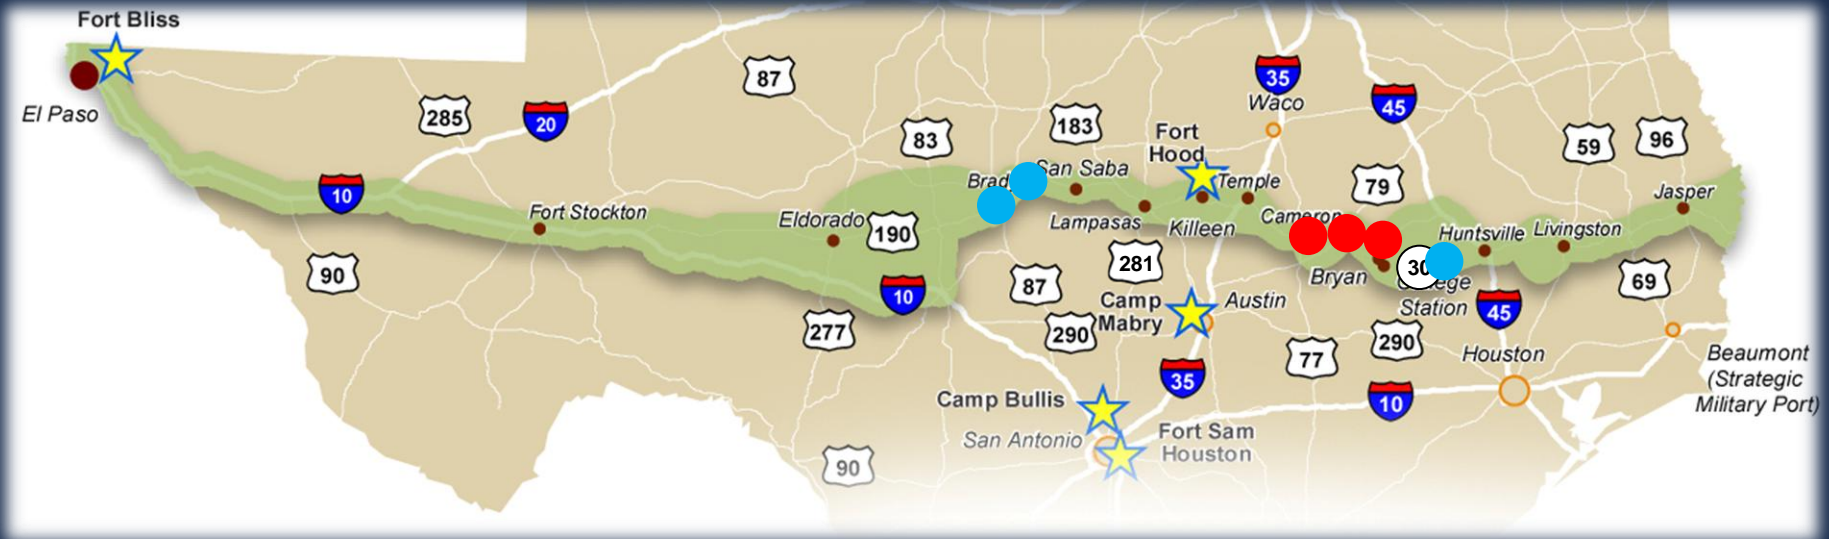 Fort Bliss
El Paso
285
20
87
83
183
35
Waco
45
59
96
Fort
Hood
San Saba
Temple
79
Jasper
10
Fort Stockton
Eldorado
190
Lampasas
Killeen
Cameron
Huntsville
Livingston
90
10
87
281
Bryan
Station
45
69
277
290
Camp
Mabry
Austin
77
290
Houston
Beaumont
(Strategic
Military Port)
35
10
Camp Bullis
San Antonio
Fort Sam
Houston
90